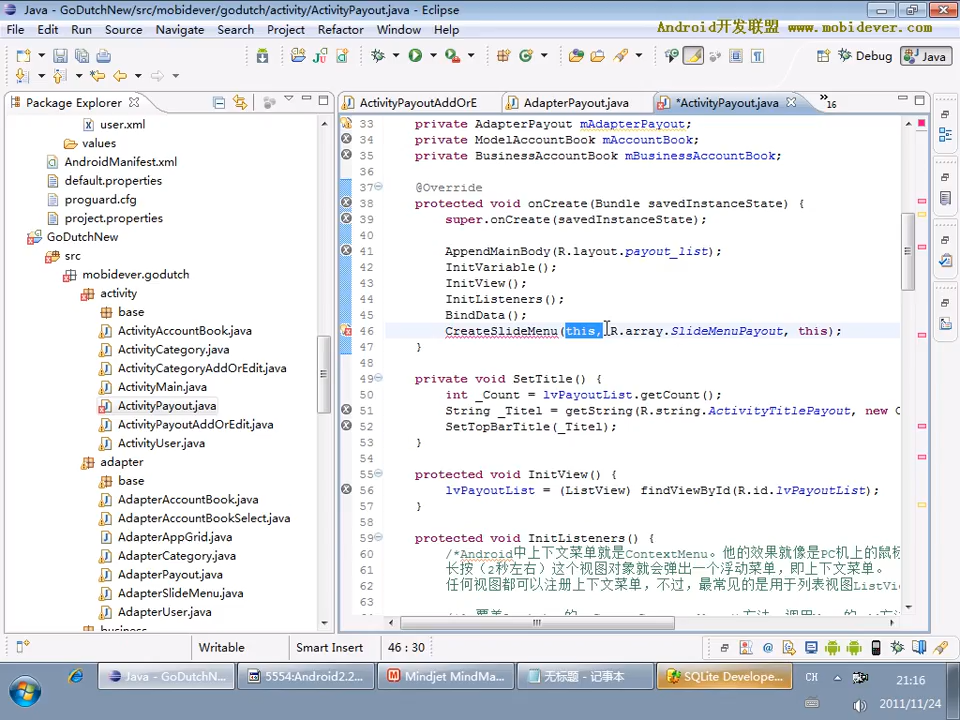 Java - GoDutchNew/src/mobidever/godutch/activity/ActivityPayout.java - Eclipse
File Edit Run Source Navigate Search Project Refactor Window Help
Android开发联盟 www.mobidever.com
Debug Java
Package Explorer
ActivityPayoutAddOrE AdapterPayout.java *ActivityPayout.java 16
user.xml
values
AndroidManifest.xml
default.properties
proguard.cfg
project.properties
GoDutchNew
src
mobidever.godutch
activity
base
ActivityAccountBook.java
ActivityCategory.java
ActivityCategoryAddOrEdit.java
ActivityMain.java
ActivityPayout.java
ActivityPayoutAddOrEdit.java
ActivityUser.java
adapter
base
AdapterAccountBook.java
AdapterAccountBookSelect.java
AdapterAppGrid.java
AdapterCategory.java
AdapterPayout.java
AdapterSlideMenu.java
AdapterUser.java
business
33 private AdapterPayout mAdapterPayout;
34 private ModelAccountBook mAccountBook;
35 private BusinessAccountBook mBusinessAccountBook;
36
37 @Override
38 protected void onCreate(Bundle savedInstanceState) {
39 super.onCreate(savedInstanceState);
41 AppendMainBody(R.layout.payout_list);
42 InitVariable();
43 InitView();
44 InitListeners();
45 BindData();
46 CreateSlideMenu(this, R.array.SlideMenuPayout, this);
47 }
48
49 private void SetTitle() {
50 int _Count = lvPayoutList.getCount();
51 String _Titel = getString(R.string.ActivityTitlePayout, new
52 SetTopBarTitle(_Titel);
53 }
54
55 protected void InitView() {
56 lvPayoutList = (ListView) findViewById(R.id.lvPayoutList);
57 }
58
59 protected void InitListeners() {
60 /*Android中上下文菜单就是ContextMenu。他的效果就像是PC机上的鼠标
61 长按（2秒左右）这个视图对象就会弹出一个浮动菜单，即上下文菜单。
62 任何视图都可以注册上下文菜单，不过，最常见的是用于列表视图ListVie
63
Writable Smart Insert 46 : 30
Java - GoDutchN... 5554:Android2.2... Mindjet MindMa... 无标题 - 记事本 SQLite Develope...
CH 21:16
2011/11/24